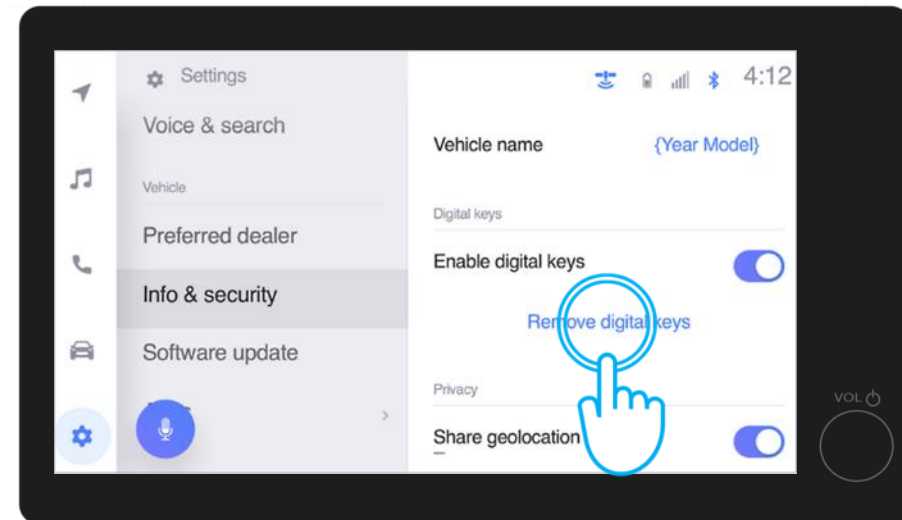 Settings
4:12
Voice & search
Vehicle
Preferred dealer
Info & security
Software update
Vehicle name
{Year Model}
Digital keys
Enable digital keys
Remove digital keys
Privacy
Share geolocation
VOL